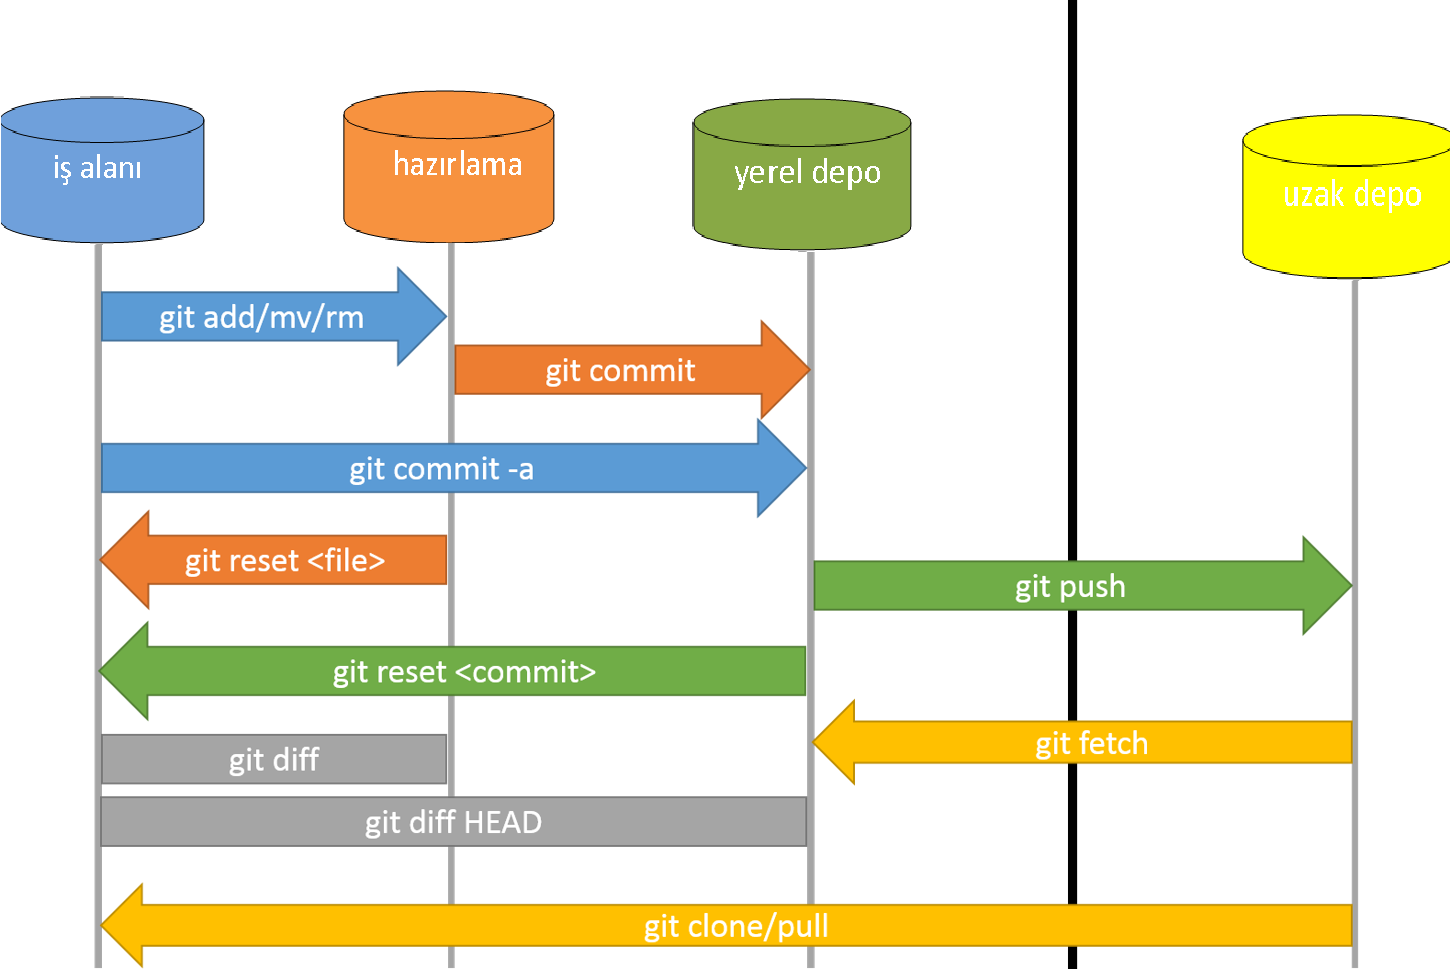 iş alanı
hazırlama
yerel depo
uzak depo
git add/mv/rm
git commit
git commit -a
git reset <file>
git push
git reset <commit>
git fetch
git diff
git diff HEAD
git clone/pull